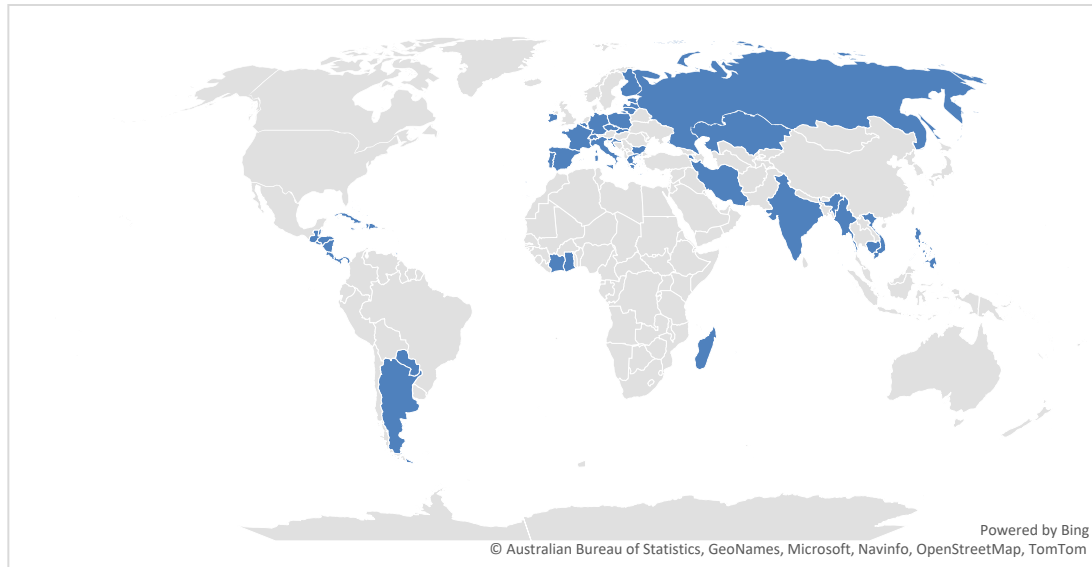 Powered by Bing
© Australian Bureau of Statistics, GeoNames, Microsoft, Navinfo, OpenStreetMap, TomTom